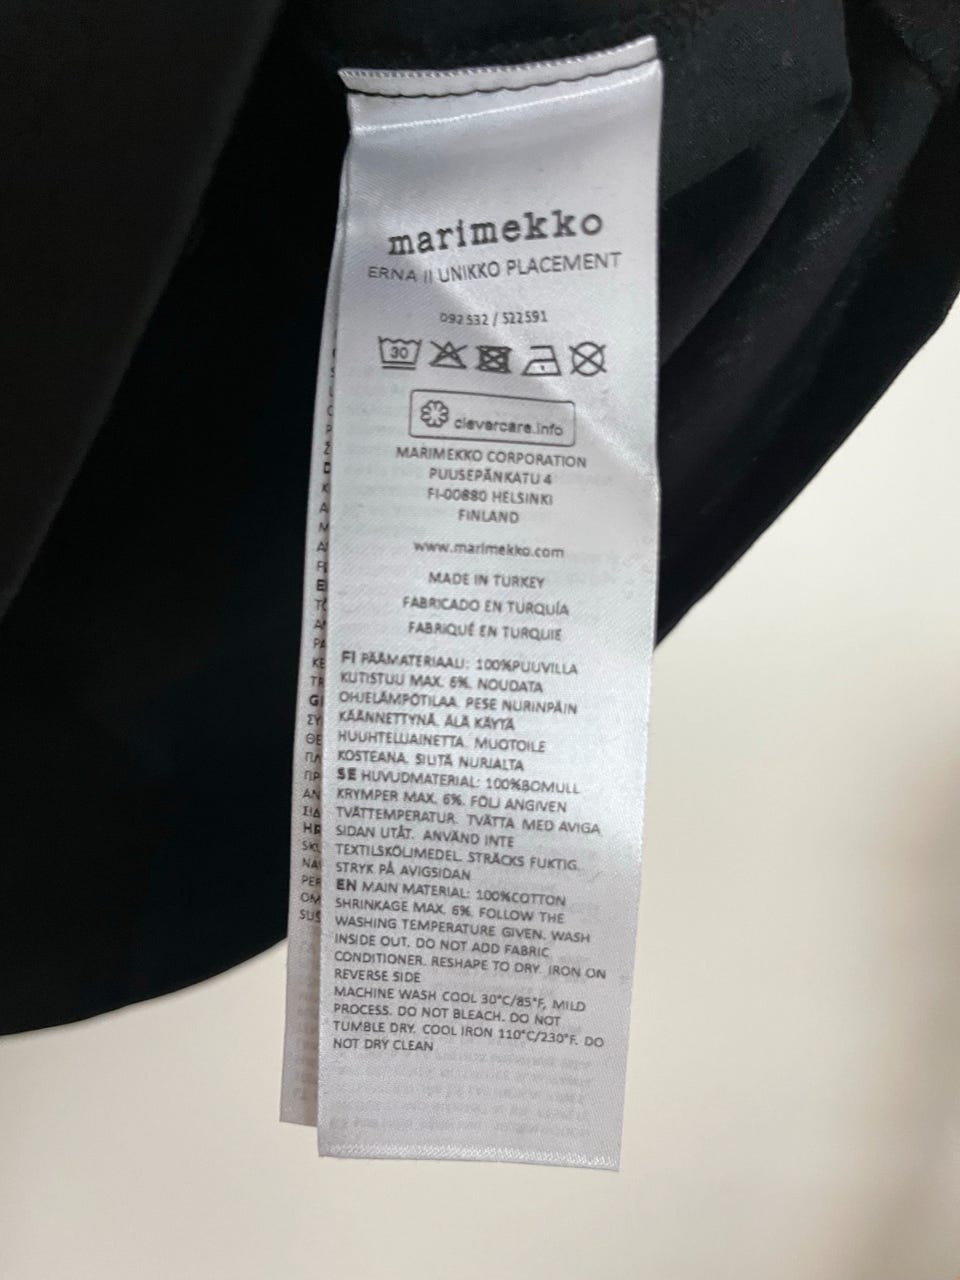 marimekko
ERNA II UNIKKO PLACEMENT
092532 / 522591
30
clevercare.info
MARIMEKKO CORPORATION
PUUSEPÄNKATU 4
FI-00880 HELSINKI
FINLAND
www.marimekko.com
MADE IN TURKEY
FABRICADO EN TURQUÍA
FABRIQUÉ EN TURQUIE
FI PÄÄMATERIAALI: 100%PUUVILLA
KUTISTUU MAX. 6%. NOUDATA
OHJELÄMPÖTILAA. PESE NURINPÄIN
KÄÄNNETTYNÄ. ÄLÄ KÄYTÄ
HUUHTELUAINETTA. MUOTOILE
KOSTEANA. SILITÄ NURJALTA
SE HUVUDMATERIAL: 100%BOMULL
KRYMPER MAX. 6%. FÖLJ ANGIVEN
TVÄTTEMPERATUR. TVÄTTA MED AVIGA
SIDAN UTÅT. ANVÄND INTE
TEXTILSKÖLJMEDEL. STRÄCKS FUKTIG.
STRYK PÅ AVIGSIDAN
EN MAIN MATERIAL: 100%COTTON
SHRINKAGE MAX. 6%. FOLLOW THE
WASHING TEMPERATURE GIVEN. WASH
INSIDE OUT. DO NOT ADD FABRIC
CONDITIONER. RESHAPE TO DRY. IRON ON
REVERSE SIDE
MACHINE WASH COOL 30°C/85°F, MILD
PROCESS. DO NOT BLEACH. DO NOT
TUMBLE DRY. COOL IRON 110°C/230°F. DO
NOT DRY CLEAN